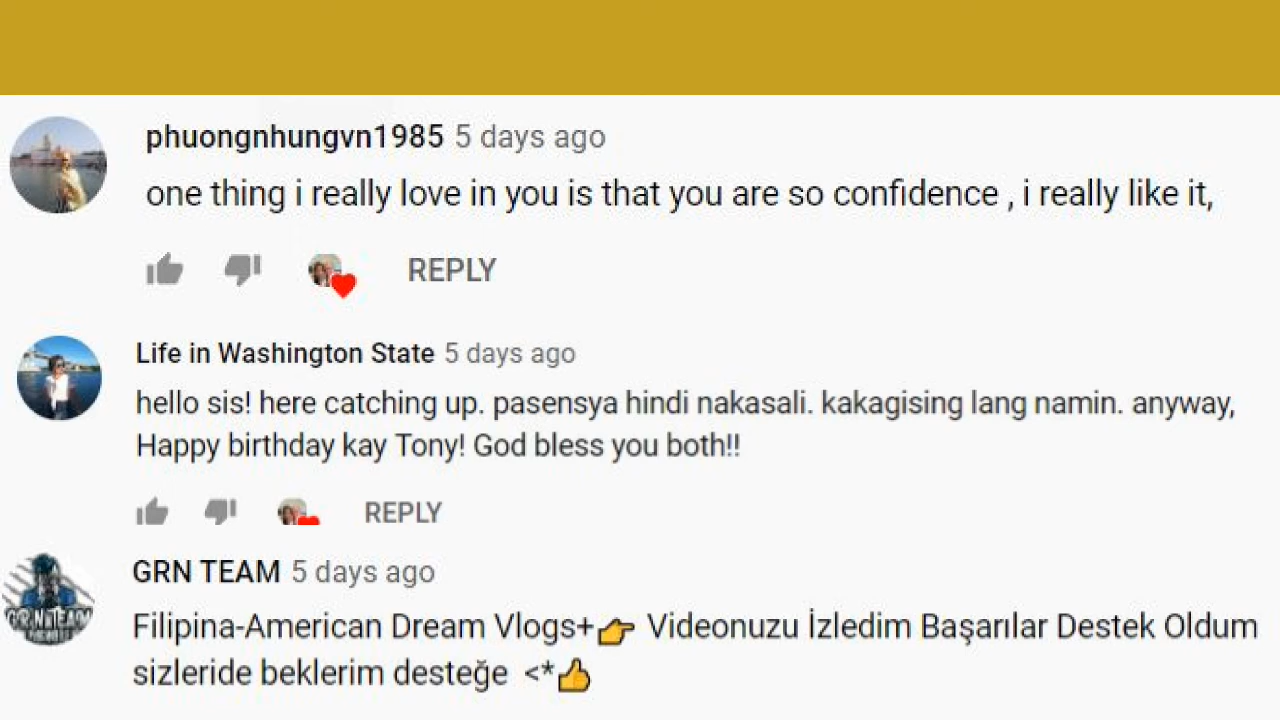 phuongnhungvn1985 5 days ago
one thing i really love in you is that you are so confidence , i really like it,
REPLY
Life in Washington State 5 days ago
hello sis! here catching up. pasensya hindi nakasali. kakagising lang namin. anyway,
Happy birthday kay Tony! God bless you both!!
REPLY
GRN TEAM 5 days ago
Filipina-American Dream Vlogs+👉 Videonuzu İzledim Başarılar Destek Oldum
sizleride beklerim desteğe <*👍
GRN TEAM